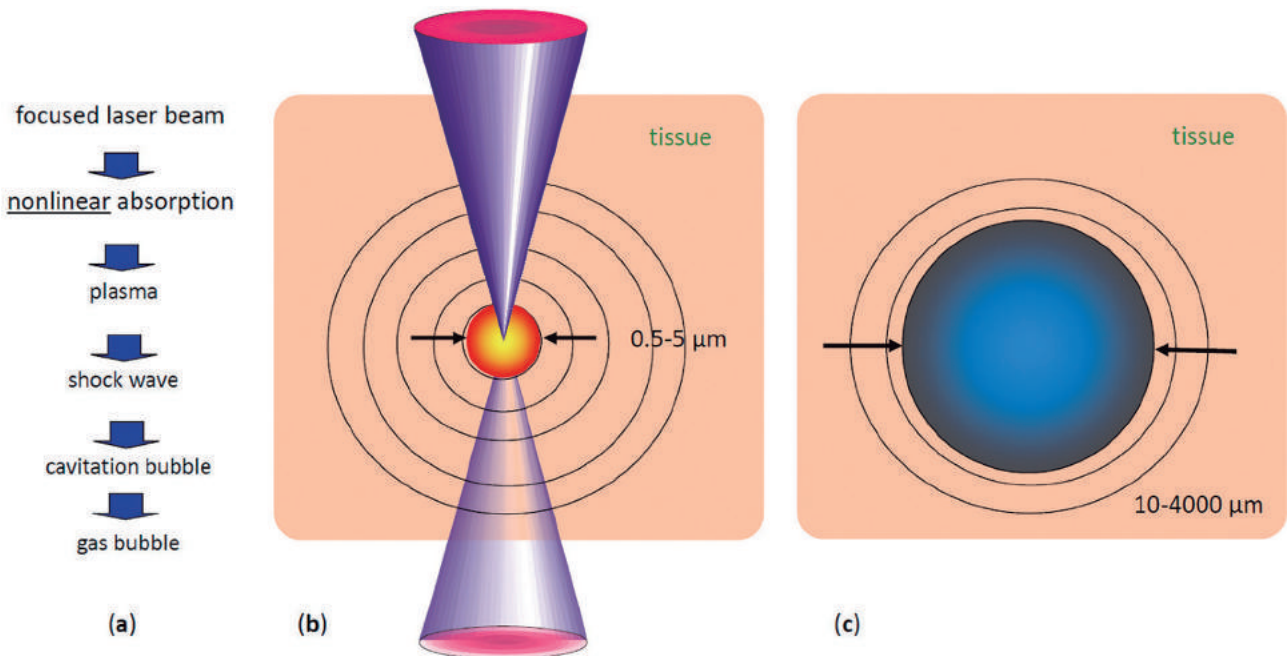 focused laser beam
nonlinear absorption
plasma
shock wave
cavitation bubble
gas bubble
(a)
tissue
0.5-5 μm
(b)
tissue
10-4000 μm
(c)